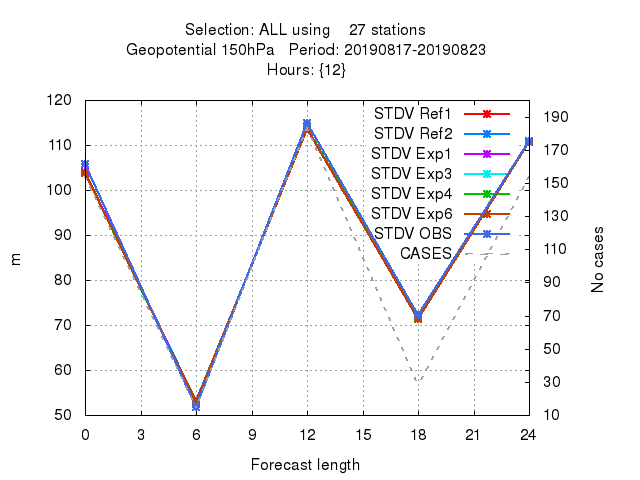 Selection: ALL using    27 stations
Geopotential 150hPa   Period: 20190817-20190823
Hours: {12}
120
110
100
90
80
70
60
50
190
170
150
130
110
90
70
50
30
10
STDV Ref1
STDV Ref2
STDV Exp1
STDV Exp3
STDV Exp4
STDV Exp6
STDV OBS
CASES
m
No cases
0 3 6 9 12 15 18 21 24
Forecast length